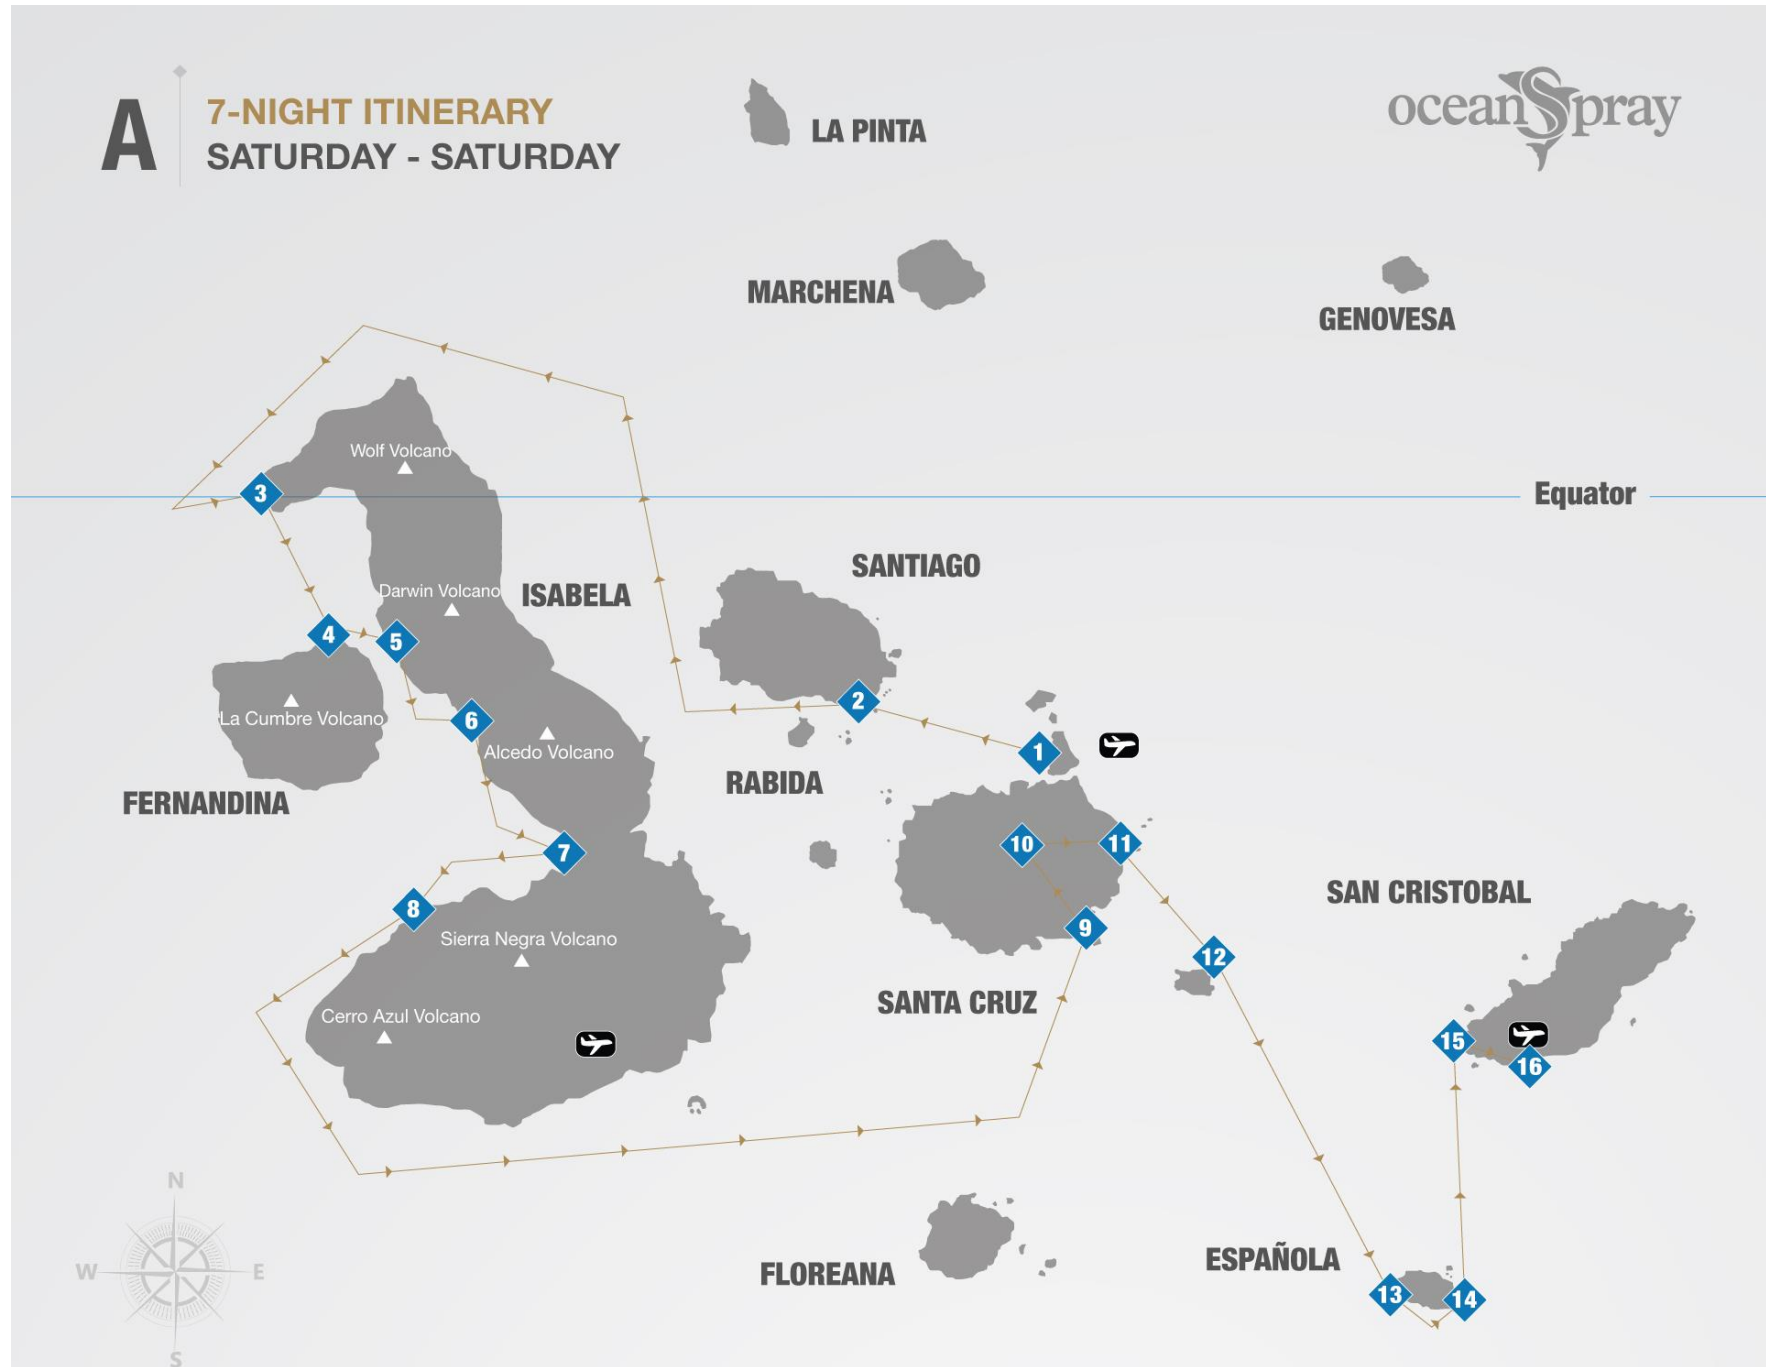 A
7-NIGHT ITINERARY
SATURDAY - SATURDAY
oceanSpray
LA PINTA
MARCHENA
GENOVESA
Wolf Volcano
3
Equator
SANTIAGO
Darwin Volcano
ISABELA
4
5
2
La Cumbre Volcano
6
Alcedo Volcano
1
RABIDA
FERNANDINA
7
10
11
SAN CRISTOBAL
8
9
Sierra Negra Volcano
12
SANTA CRUZ
Cerro Azul Volcano
15
16
N
W
E
S
FLOREANA
ESPAÑOLA
13
14